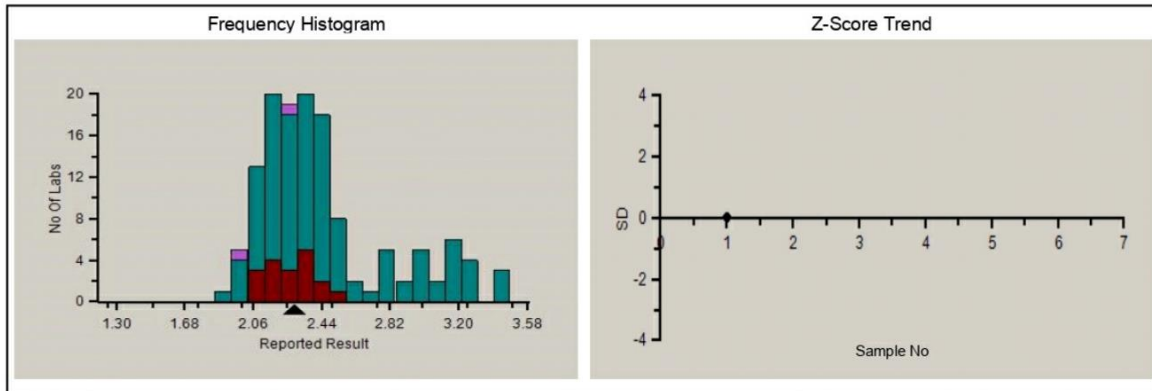 Frequency Histogram
20
16
12
8
4
0
No Of Labs
1.30 1.68 2.06 2.44 2.82 3.20 3.58
Reported Result
Z-Score Trend
4
2
0
-2
-4
SD
0 1 2 3 4 5 6 7
Sample No